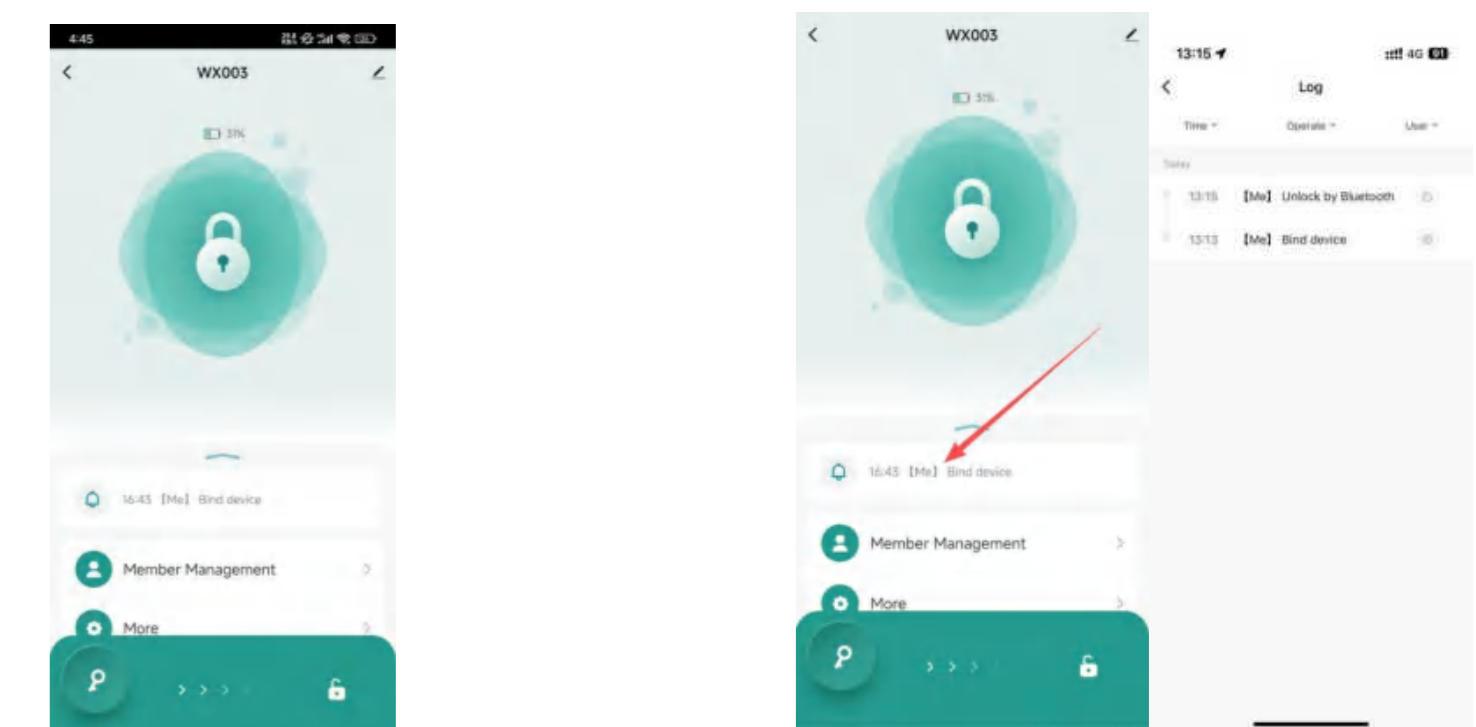 4:45
WX003
31%
16:43 【Me】 Bind device
Member Management
More
WX003
31%
16:43 【Me】 Bind device
Member Management
More
13:15
4G 91
Log
Time
Operate
User
Today
13:15 【Me】 Unlock by Bluetooth
13:13 【Me】 Bind device